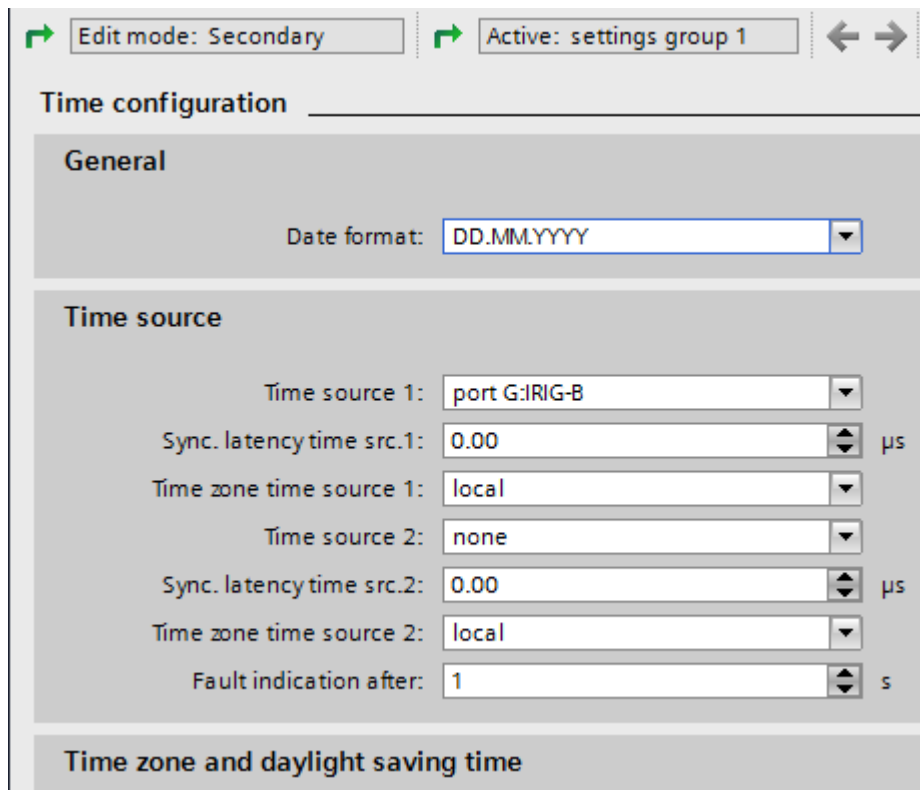 Edit mode: Secondary Active: settings group 1
Time configuration
General
Date format: DD.MM.YYYY
Time source
Time source 1: port G:IRIG-B
Sync. latency time src.1: 0.00 µs
Time zone time source 1: local
Time source 2: none
Sync. latency time src.2: 0.00 µs
Time zone time source 2: local
Fault indication after: 1 s
Time zone and daylight saving time